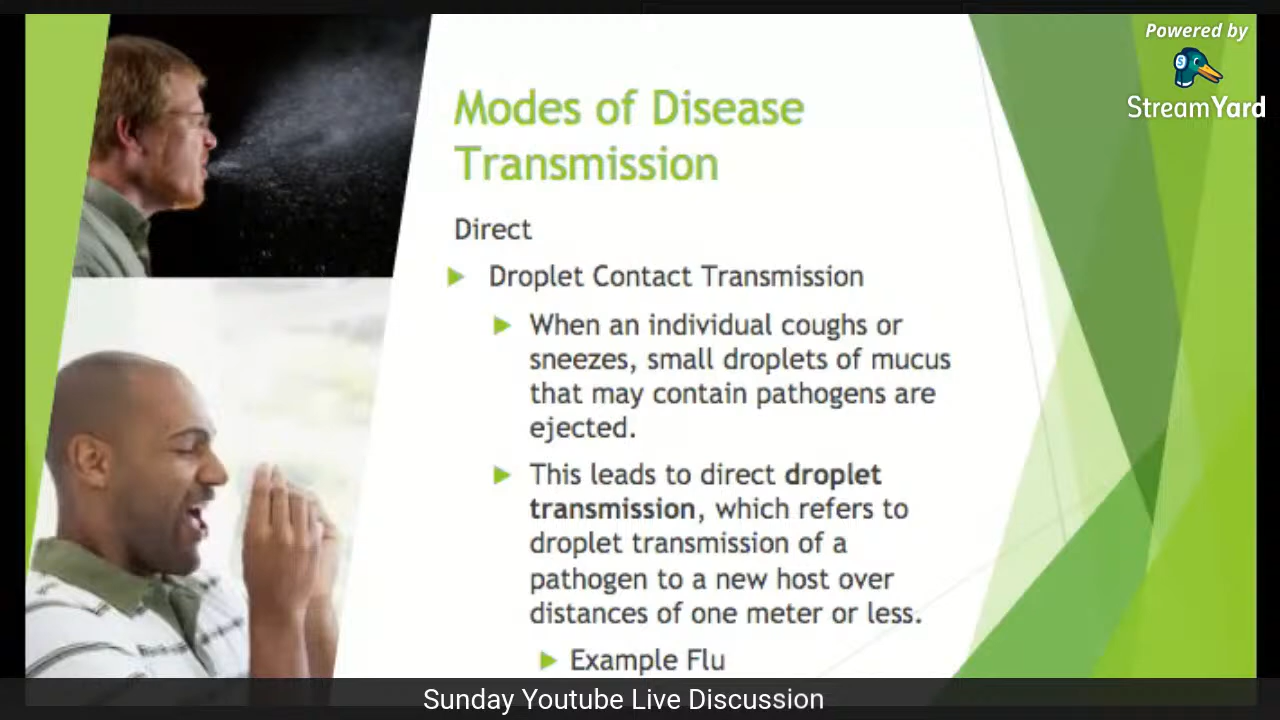 Powered by
StreamYard
Modes of Disease
Transmission
Direct
Droplet Contact Transmission
When an individual coughs or
sneezes, small droplets of mucus
that may contain pathogens are
ejected.
This leads to direct droplet
transmission, which refers to
droplet transmission of a
pathogen to a new host over
distances of one meter or less.
Example Flu
Sunday Youtube Live Discussion